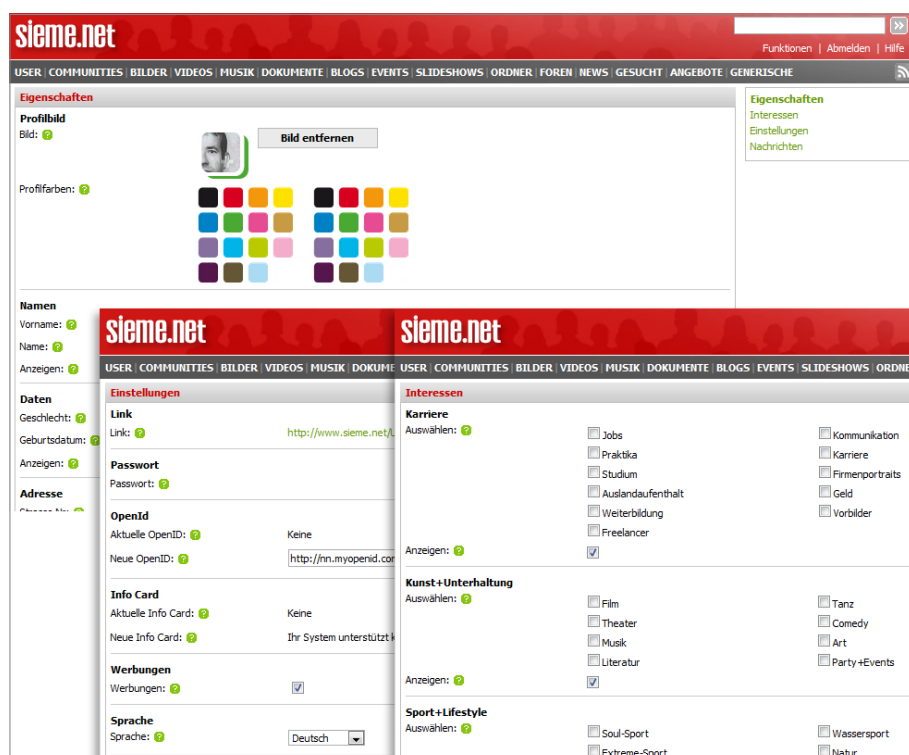 sieme.net
Funktionen | Abmelden | Hilfe
USER | COMMUNITIES | BILDER | VIDEOS | MUSIK | DOKUMENTE | BLOGS | EVENTS | SLIDESHOWS | ORDNER | FOREN | NEWS | GESUCHT | ANGEBOTE | GENERISCHE
Eigenschaften
Profilbild
Bild: ?
Bild entfernen
Profilfarben: ?
Eigenschaften
Interessen
Einstellungen
Nachrichten
Namen
Vorname: ?
Name: ?
Anzeigen: ?
Daten
Geschlecht: ?
Geburtsdatum: ?
Anzeigen: ?
Adresse
sieme.net
USER | COMMUNITIES | BILDER | VIDEOS | MUSIK | DOKUME
Einstellungen
Link
Link: ? http://www.sieme.net/
Passwort
Passwort: ?
OpenId
Aktuelle OpenID: ? Keine
Neue OpenID: ? http://nn.myopenid.co
Info Card
Aktuelle Info Card: ? Keine
Neue Info Card: ? Ihr System unterstützt k
Werbungen
Werbungen: ?
Sprache
Sprache: ? Deutsch
sieme.net
USER | COMMUNITIES | BILDER | VIDEOS | MUSIK | DOKUMENTE | BLOGS | EVENTS | SLIDESHOWS | ORDNE
Interessen
Karriere
Auswählen: ? Jobs Kommunikation
Praktika Karriere
Studium Firmenportraits
Auslandaufenthalt Geld
Weiterbildung Vorbilder
Freelancer
Anzeigen: ?
Kunst+Unterhaltung
Auswählen: ? Film Tanz
Theater Comedy
Musik Art
Literatur Party+Events
Anzeigen: ?
Sport+Lifestyle
Auswählen: ? Soul-Sport Wassersport
Extreme-Sport Natur